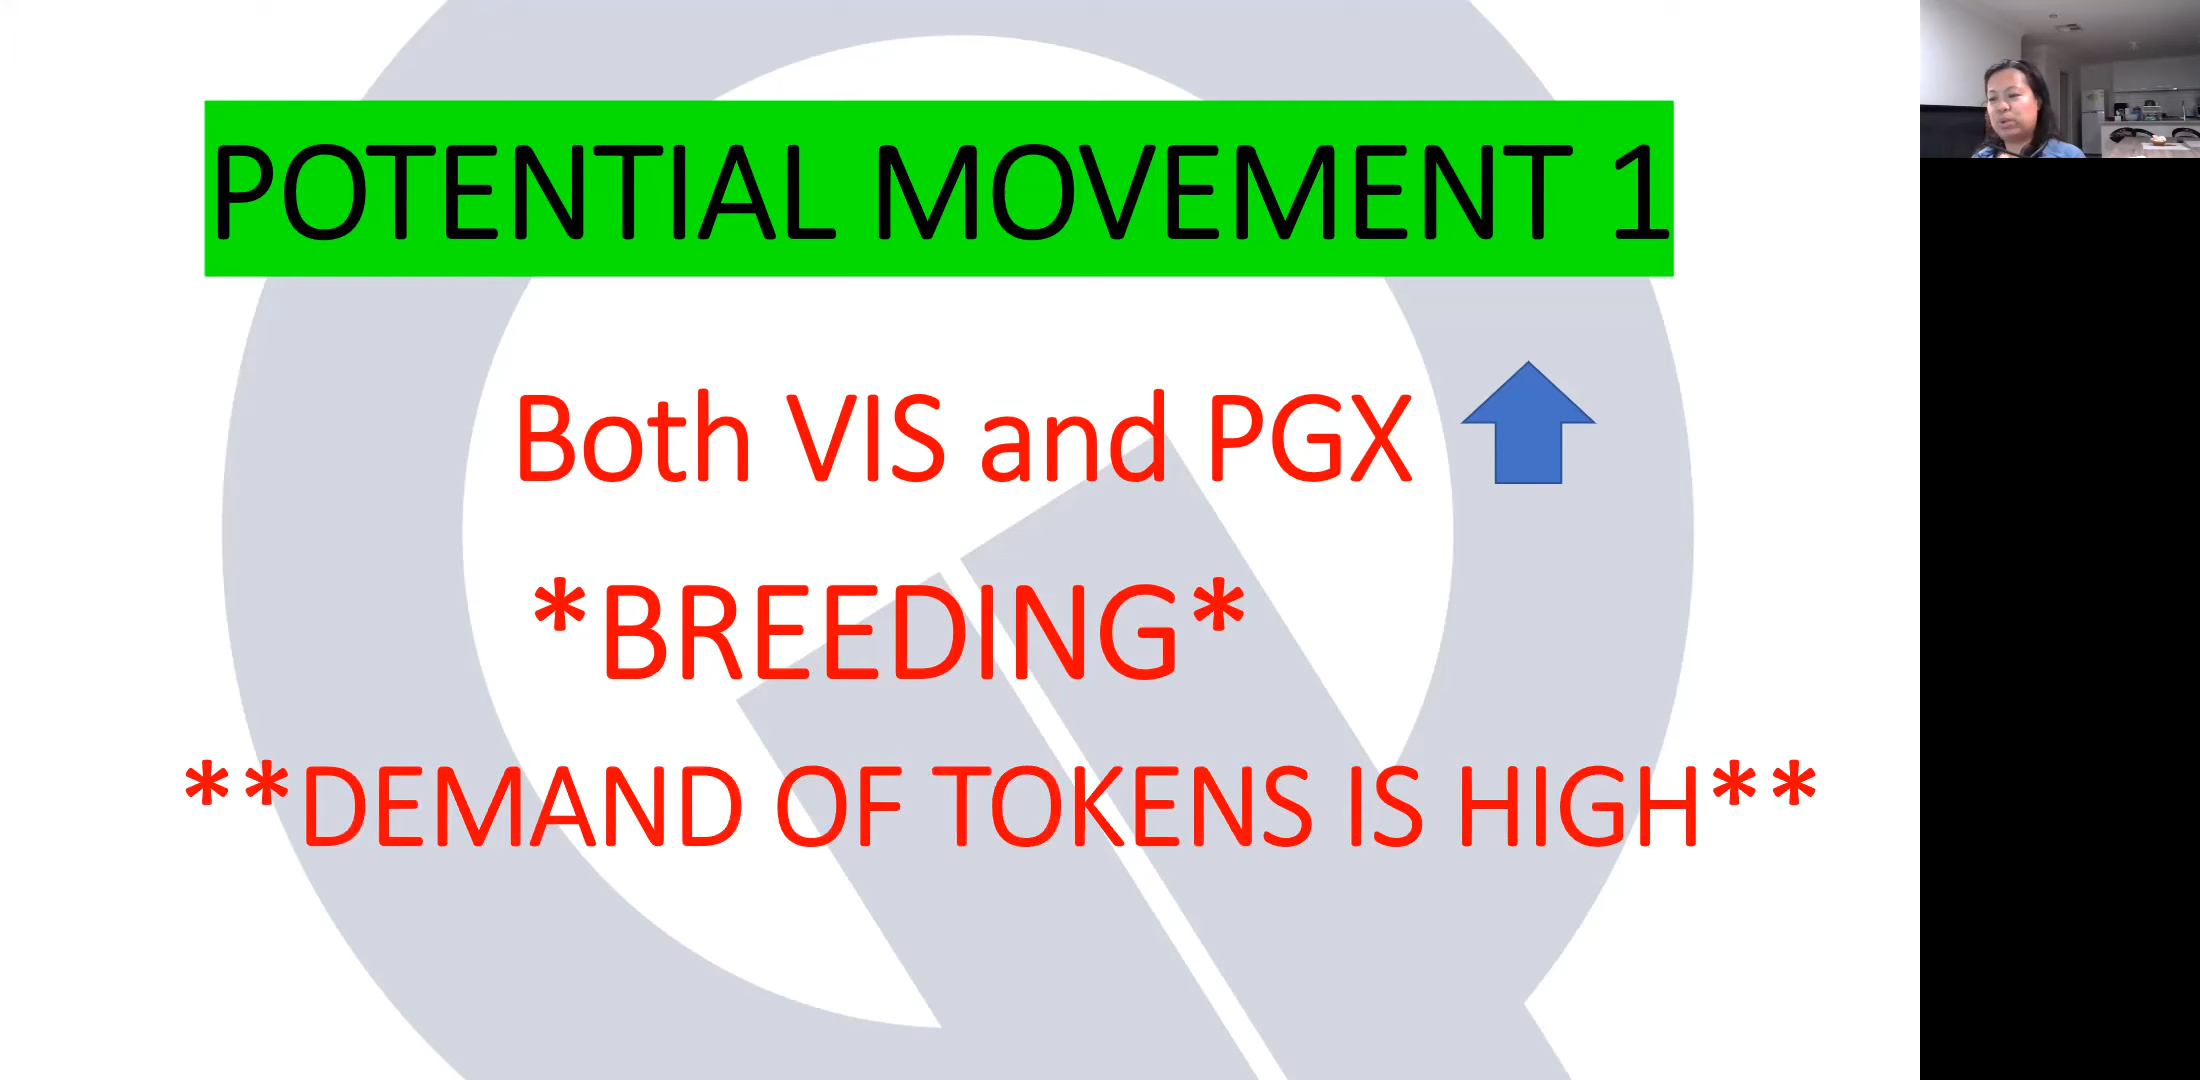 POTENTIAL MOVEMENT 1
Both VIS and PGX
*BREEDING*
**DEMAND OF TOKENS IS HIGH**